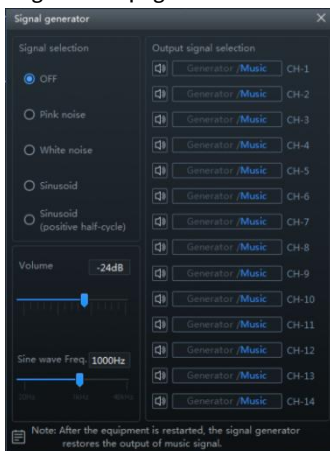 Signal generator
Signal selection
OFF
Pink noise
White noise
Sinusoid
Sinusoid
(positive half-cycle)
Volume -24dB
Sine wave Freq. 1000Hz
1kHz
Output signal selection
Generator /Music CH-1
Generator /Music CH-2
Generator /Music CH-3
Generator /Music CH-4
Generator /Music CH-5
Generator /Music CH-6
Generator /Music CH-7
Generator /Music CH-8
Generator /Music CH-9
Generator /Music CH-10
Generator /Music CH-11
Generator /Music CH-12
Generator /Music CH-13
Generator /Music CH-14
Note: After the equipment is restarted, the signal generator
restores the output of music signal.